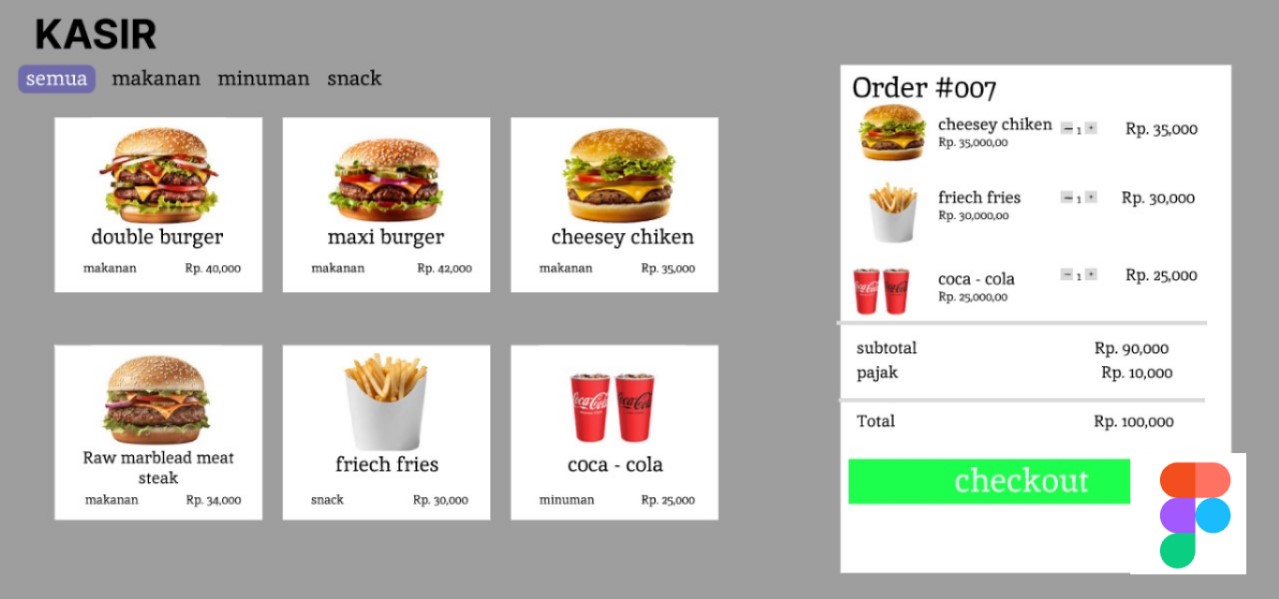 KASIR
semua makanan minuman snack
double burger
makanan Rp. 40,000
maxi burger
makanan Rp. 42,000
cheesey chiken
makanan Rp. 35,000
Raw marblead meat
steak
makanan Rp. 34,000
friech fries
snack Rp. 30,000
Coca-Cola Coca-Cola
coca - cola
minuman Rp. 25,000
Order #007
cheesey chiken − 1 + Rp. 35,000
Rp. 35,000,00
friech fries − 1 + Rp. 30,000
Rp. 30,000,00
coca - cola − 1 + Rp. 25,000
Rp. 25,000,00
subtotal Rp. 90,000
pajak Rp. 10,000
Total Rp. 100,000
checkout